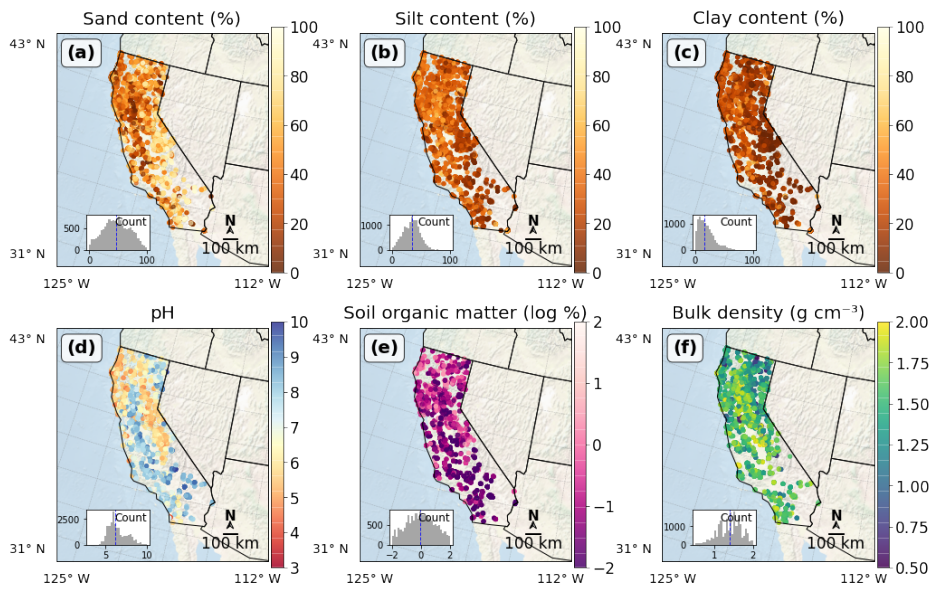 Sand content (%)
Silt content (%)
Clay content (%)
43° N
(a)
Count
500
0
0
100
N
100 km
31° N
125° W
112° W
100
80
60
40
20
0
43° N
(b)
Count
1000
0
0
100
N
100 km
31° N
125° W
112° W
100
80
60
40
20
0
43° N
(c)
Count
1000
0
0
100
N
100 km
31° N
125° W
112° W
100
80
60
40
20
0
pH
Soil organic matter (log %)
Bulk density (g cm⁻³)
43° N
(d)
Count
2500
0
5
10
N
100 km
31° N
125° W
112° W
10
9
8
7
6
5
4
3
43° N
(e)
Count
500
0
−2
0
2
N
100 km
31° N
125° W
112° W
2
1
0
−1
−2
43° N
(f)
Count
1000
0
1
2
N
100 km
31° N
125° W
112° W
2.00
1.75
1.50
1.25
1.00
0.75
0.50